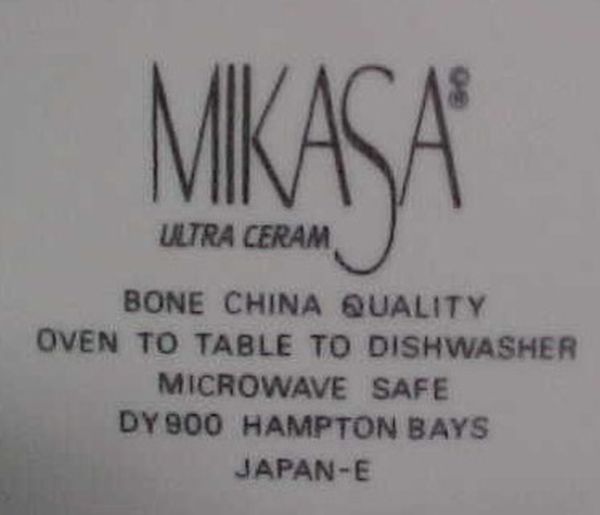 MIKASA©®
ULTRA CERAM
BONE CHINA QUALITY
OVEN TO TABLE TO DISHWASHER
MICROWAVE SAFE
DY900 HAMPTON BAYS
JAPAN-E